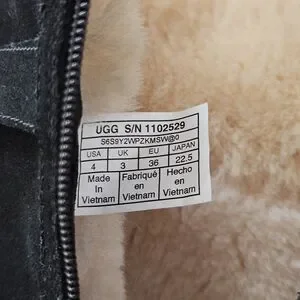 UGG S/N 1102529
S6S9Y2WPZKMSW@0
USA UK EU JAPAN
4 3 36 22.5
Made In Vietnam
Fabriqué en Vietnam
Hecho en Vietnam